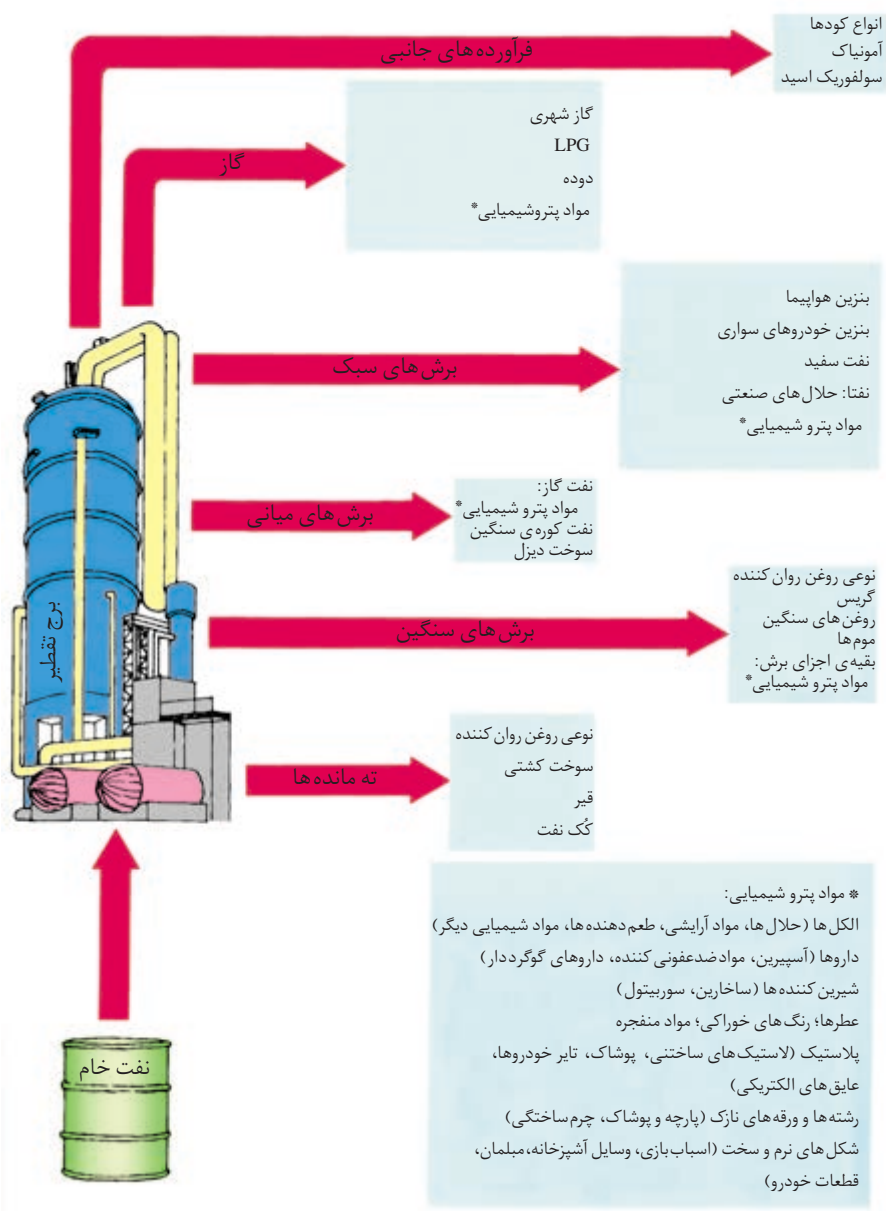 فرآورده‌های جانبی
انواع کودها
آمونیاک
سولفوریک اسید
گاز
گاز شهری
LPG
دوده
مواد پتروشیمیایی*
برش‌های سبک
بنزین هواپیما
بنزین خودروهای سواری
نفت سفید
نفتا: حلال‌های صنعتی
مواد پترو شیمیایی*
برش‌های میانی
نفت گاز:
مواد پترو شیمیایی*
نفت کوره‌ی سنگین
سوخت دیزل
برش‌های سنگین
نوعی روغن روان کننده
گریس
روغن‌های سنگین
موم‌ها
بقیه‌ی اجزای برش:
مواد پترو شیمیایی*
برج تقطیر
ته مانده‌ها
نوعی روغن روان کننده
سوخت کشتی
قیر
کُک نفت
نفت خام
* مواد پترو شیمیایی:
الکل‌ها (حلال‌ها، مواد آرایشی، طعم‌دهنده‌ها، مواد شیمیایی دیگر)
داروها (آسپیرین، موادضدعفونی کننده، داروهای گوگرددار)
شیرین کننده‌ها (ساخارین، سوربیتول)
عطرها؛ رنگ‌های خوراکی؛ مواد منفجره
پلاستیک (لاستیک‌های ساختنی، پوشاک، تایر خودروها،
عایق‌های الکتریکی)
رشته‌ها و ورقه‌های نازک (پارچه و پوشاک، چرم‌ساختگی)
شکل‌های نرم و سخت (اسباب‌بازی، وسایل آشپزخانه،مبلمان،
قطعات خودرو)